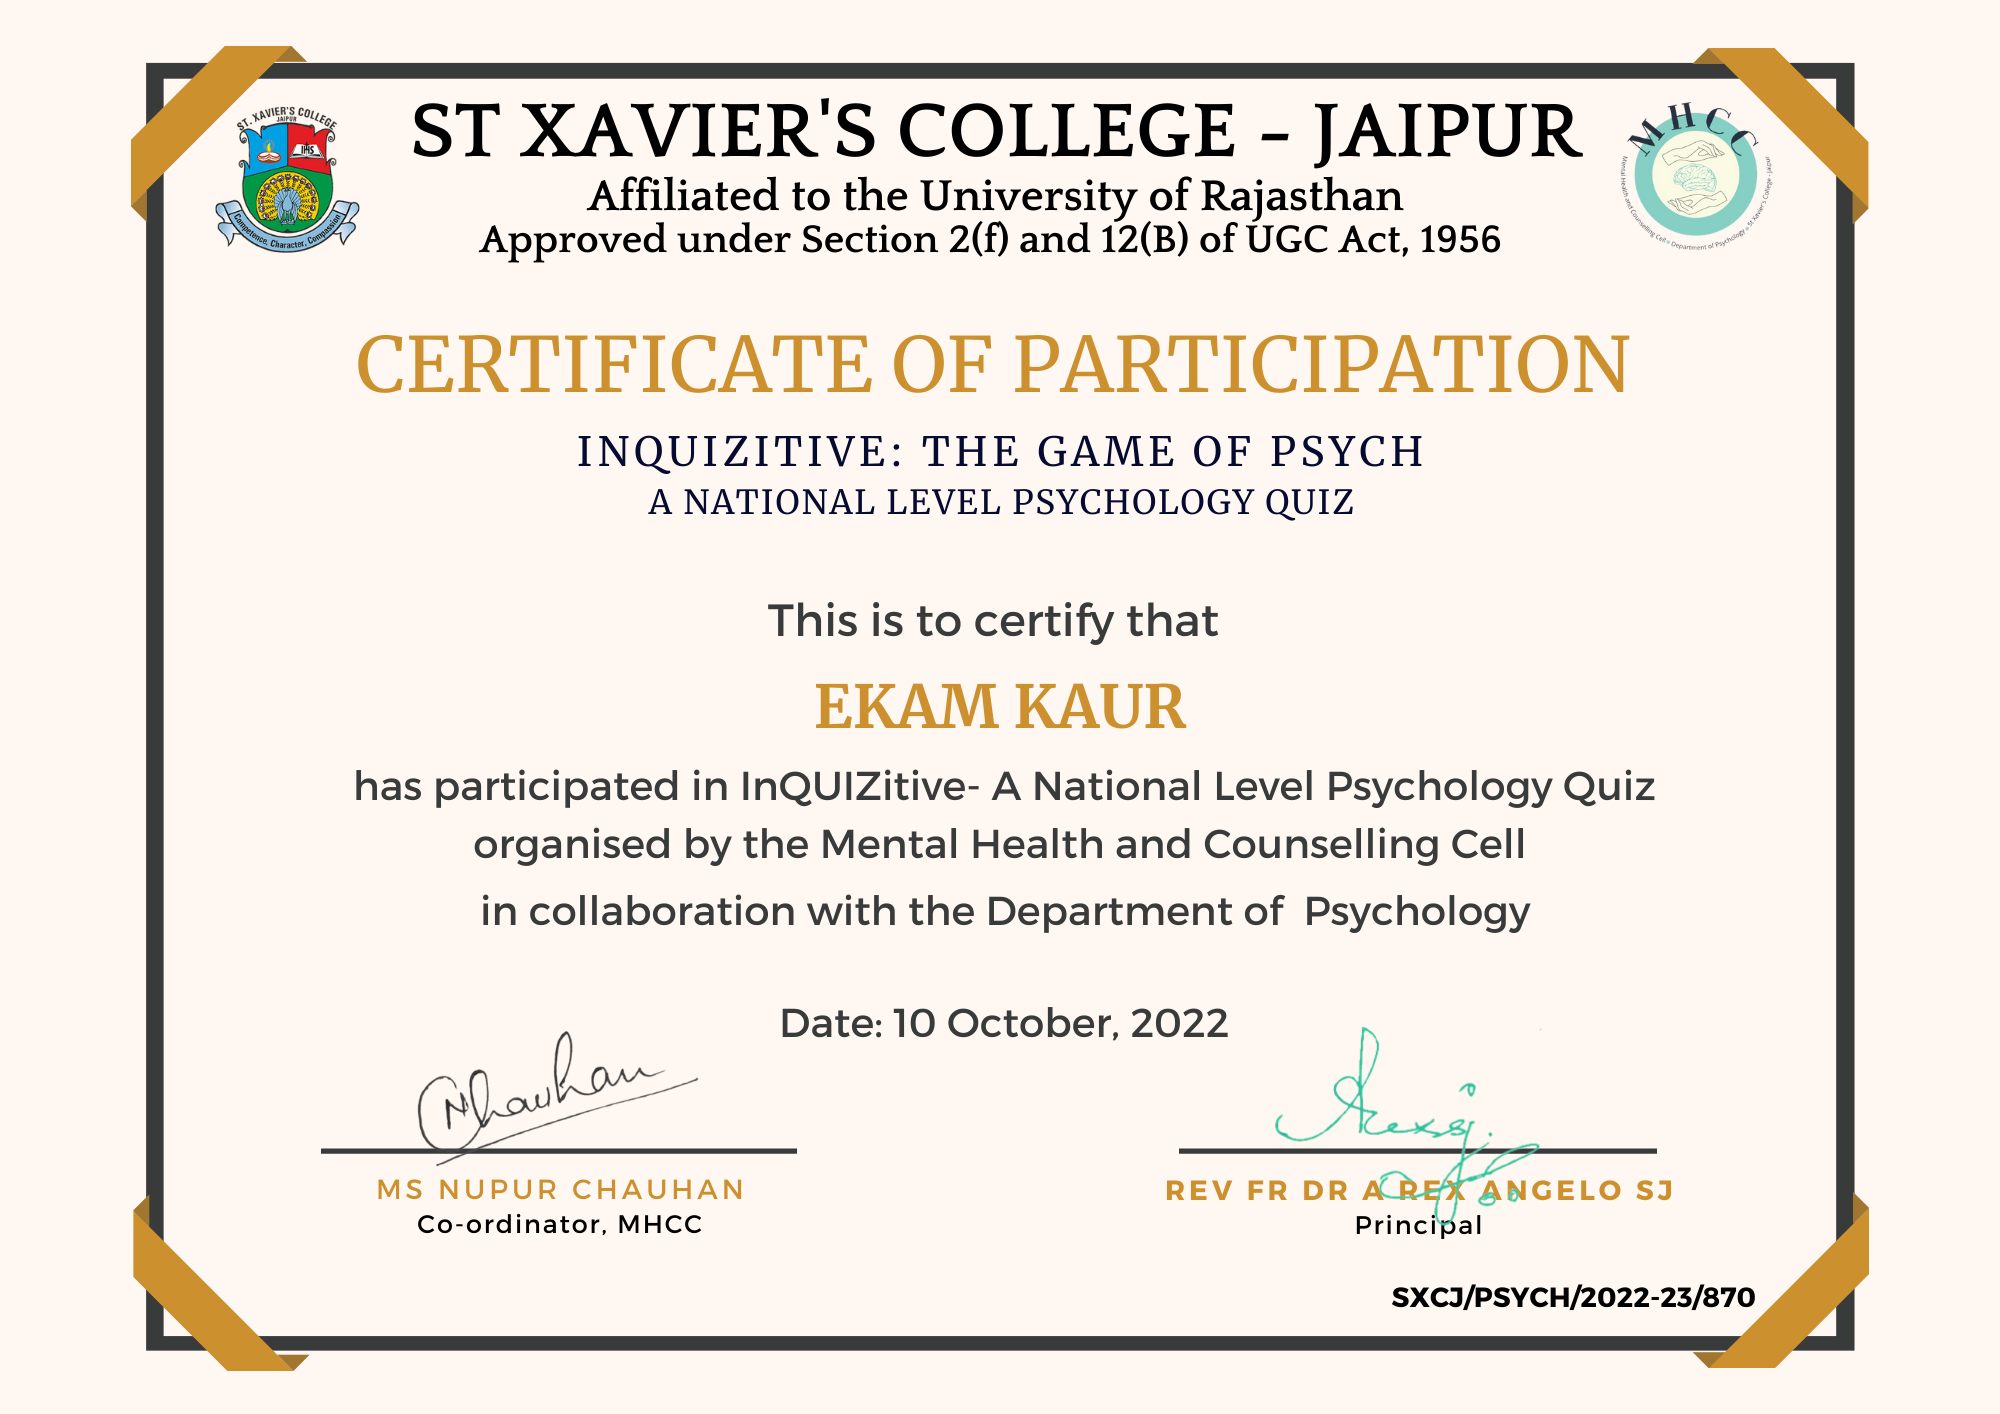 ST. XAVIER'S COLLEGE
JAIPUR
IHS
Competence, Character, Compassion
ST XAVIER'S COLLEGE - JAIPUR
Affiliated to the University of Rajasthan
Approved under Section 2(f) and 12(B) of UGC Act, 1956
MHCC
Mental Health and Counselling Cell • Department of Psychology • St Xavier's College - Jaipur
CERTIFICATE OF PARTICIPATION
INQUIZITIVE: THE GAME OF PSYCH
A NATIONAL LEVEL PSYCHOLOGY QUIZ
This is to certify that
EKAM KAUR
has participated in InQUIZitive- A National Level Psychology Quiz
organised by the Mental Health and Counselling Cell
in collaboration with the Department of Psychology
Date: 10 October, 2022
NChauhan
MS NUPUR CHAUHAN
Co-ordinator, MHCC
REV FR DR A REX ANGELO SJ
Principal
SXCJ/PSYCH/2022-23/870